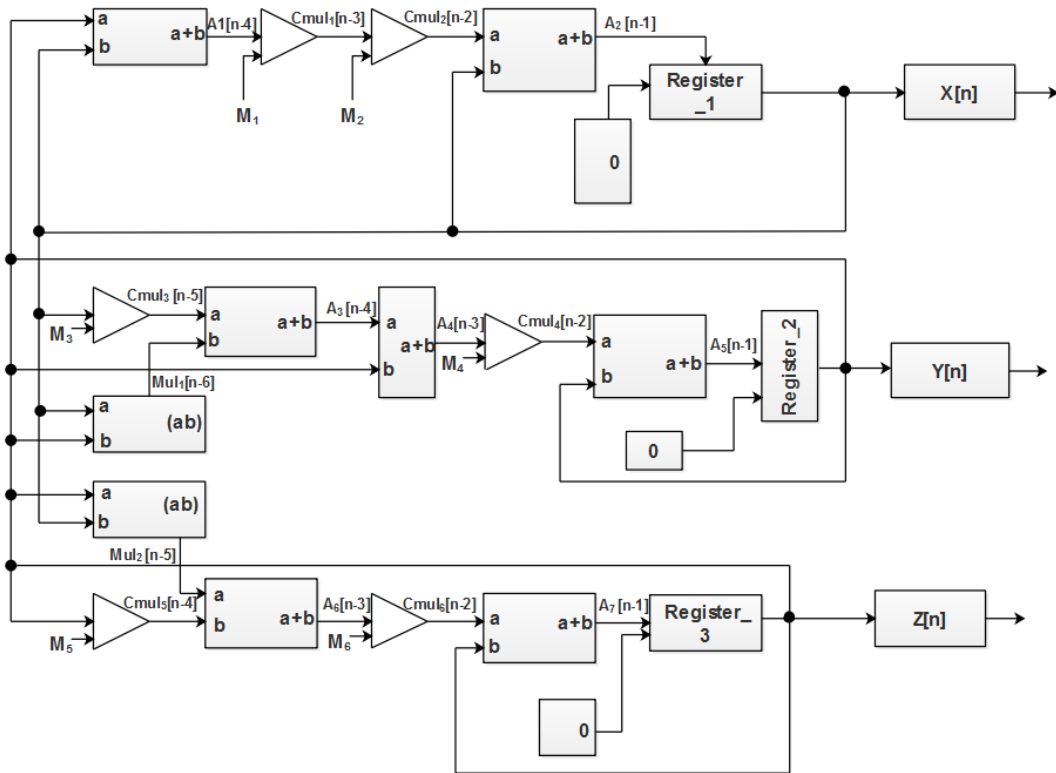 a
b
a+b
A1[n-4]
Cmul₁[n-3]
Cmul₂[n-2]
M₁
M₂
a
b
a+b
A₂ [n-1]
Register
_1
0
X[n]
M₃
Cmul₃ [n-5]
a
b
a+b
A₃ [n-4]
a
b
a+b
A₄[n-3]
M₄
Cmul₄[n-2]
a
b
a+b
A₅[n-1]
Register_2
0
Y[n]
Mul₁[n-6]
a
b
(ab)
a
b
(ab)
Mul₂ [n-5]
M₅
Cmul₅[n-4]
a
b
a+b
A₆[n-3]
M₆
Cmul₆[n-2]
a
b
a+b
A₇ [n-1]
Register_
3
0
Z[n]